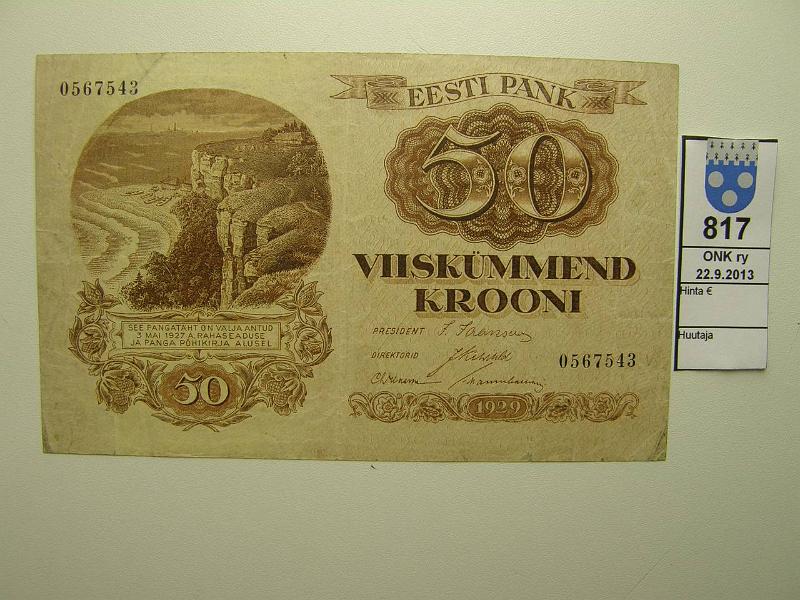 0567543
EESTI PANK
50
VIISKÜMMEND
KROONI
SEE PANGATÄHT ON VÄLJA ANTUD
3 MAI 1927 A. RAHASEADUSE
JA PANGA PÕHIKIRJA ALUSEL
50
PRESIDENT
DIREKTORID
0567543
1929
817
ONK ry
22.9.2013
Hinta €
Huutaja